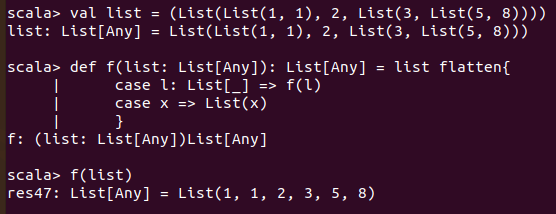 scala> val list = (List(List(1, 1), 2, List(3, List(5, 8))))
list: List[Any] = List(List(1, 1), 2, List(3, List(5, 8)))
scala> def f(list: List[Any]): List[Any] = list flatten{
     |       case l: List[_] => f(l)
     |       case x => List(x)
     |       }
f: (list: List[Any])List[Any]
scala> f(list)
res47: List[Any] = List(1, 1, 2, 3, 5, 8)